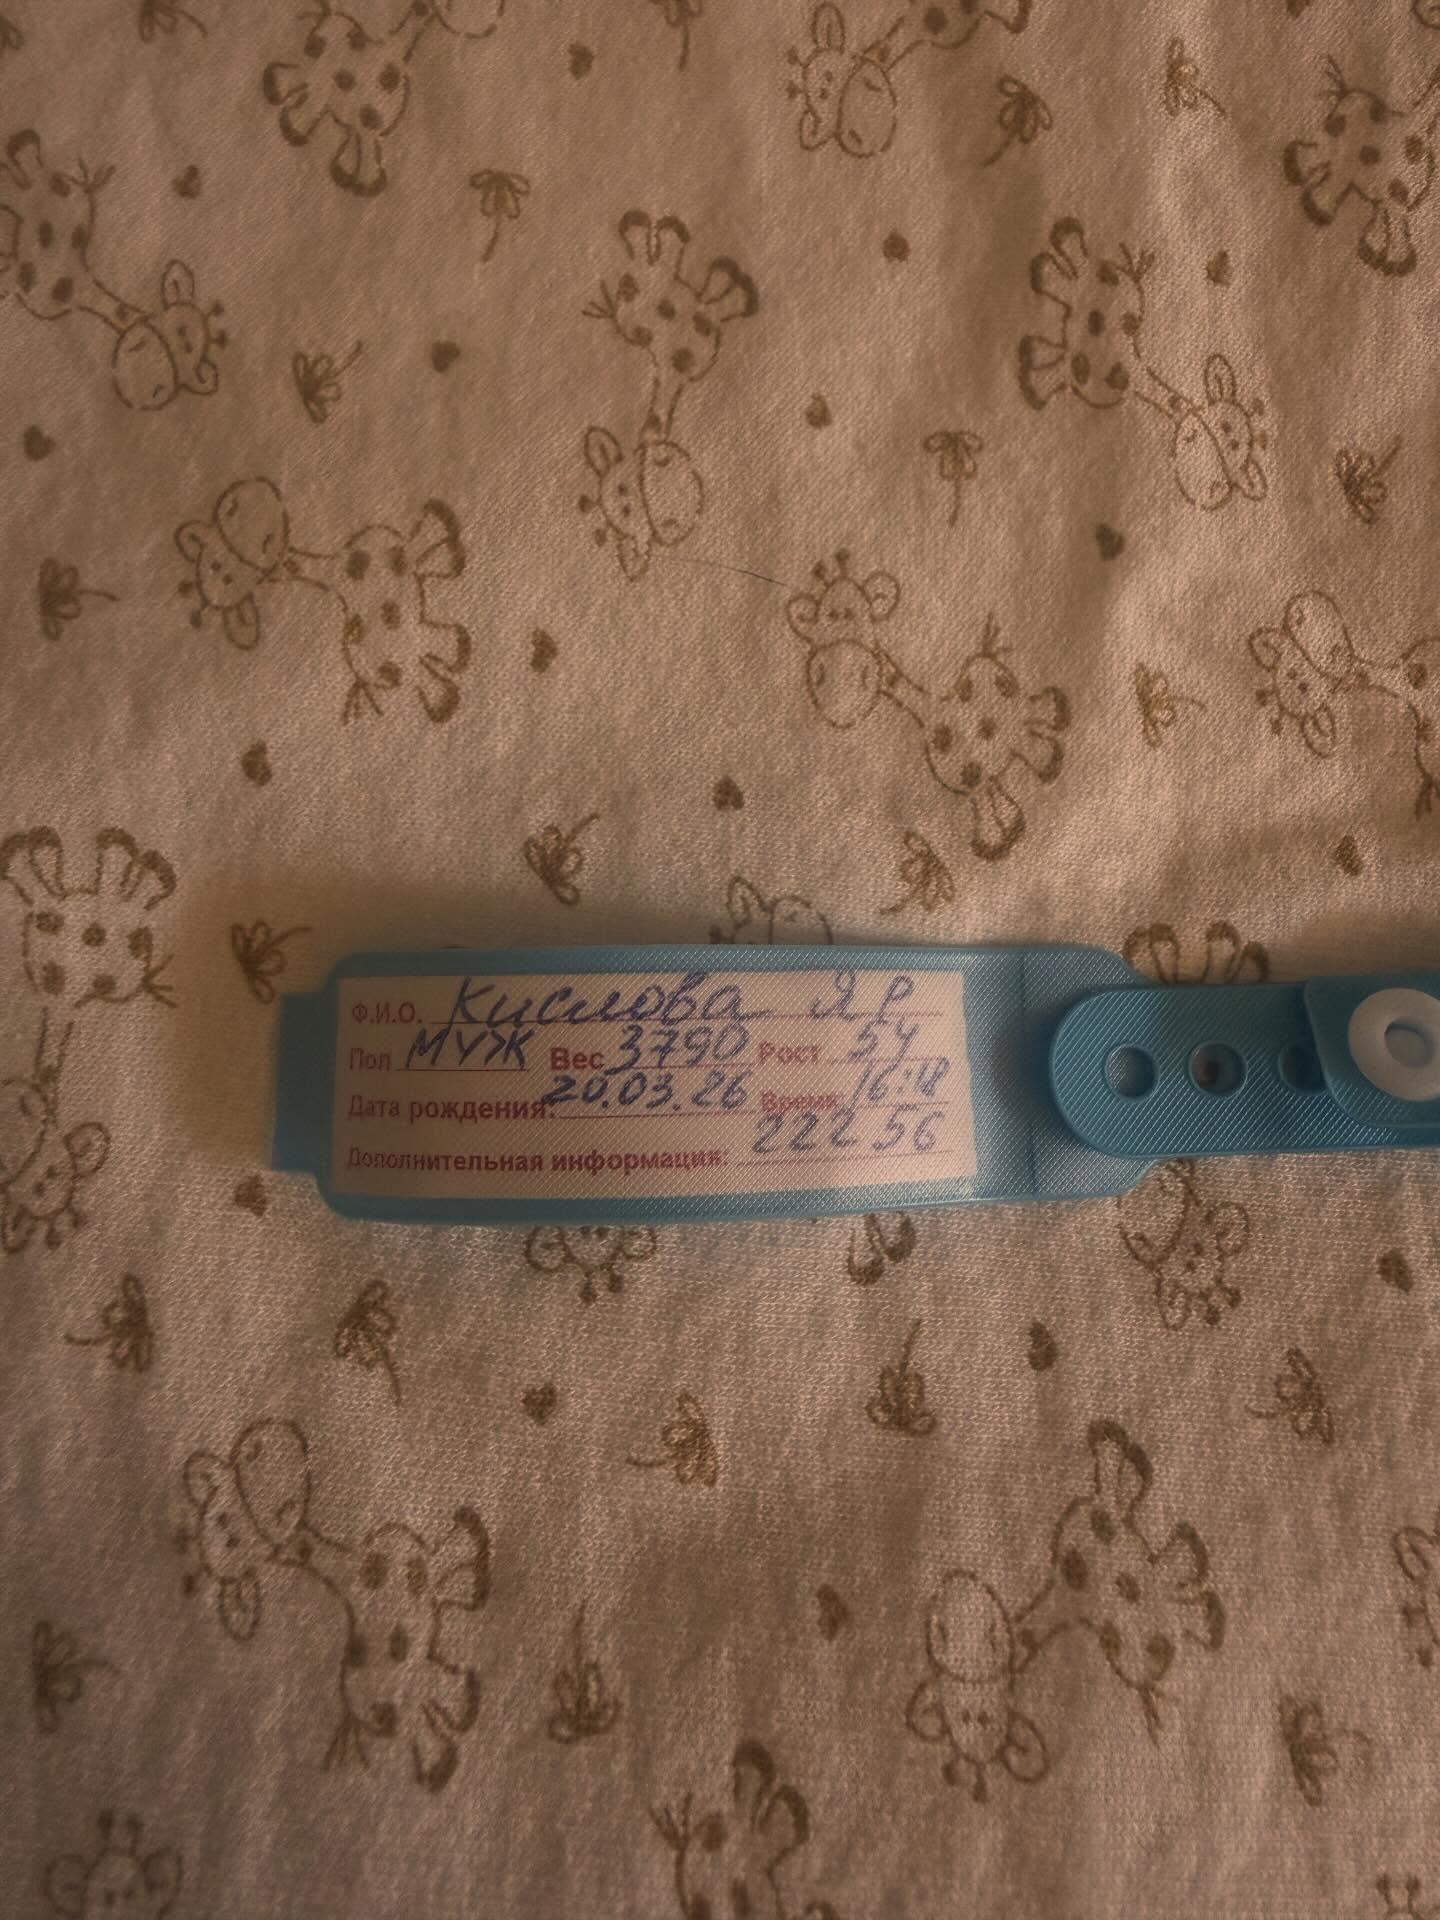 Ф.И.О. Кислова Я Р
Пол муж Вес 3790 Рост 54
Дата рождения: 20.03.26 Время: 16:18
222 56
Дополнительная информация: